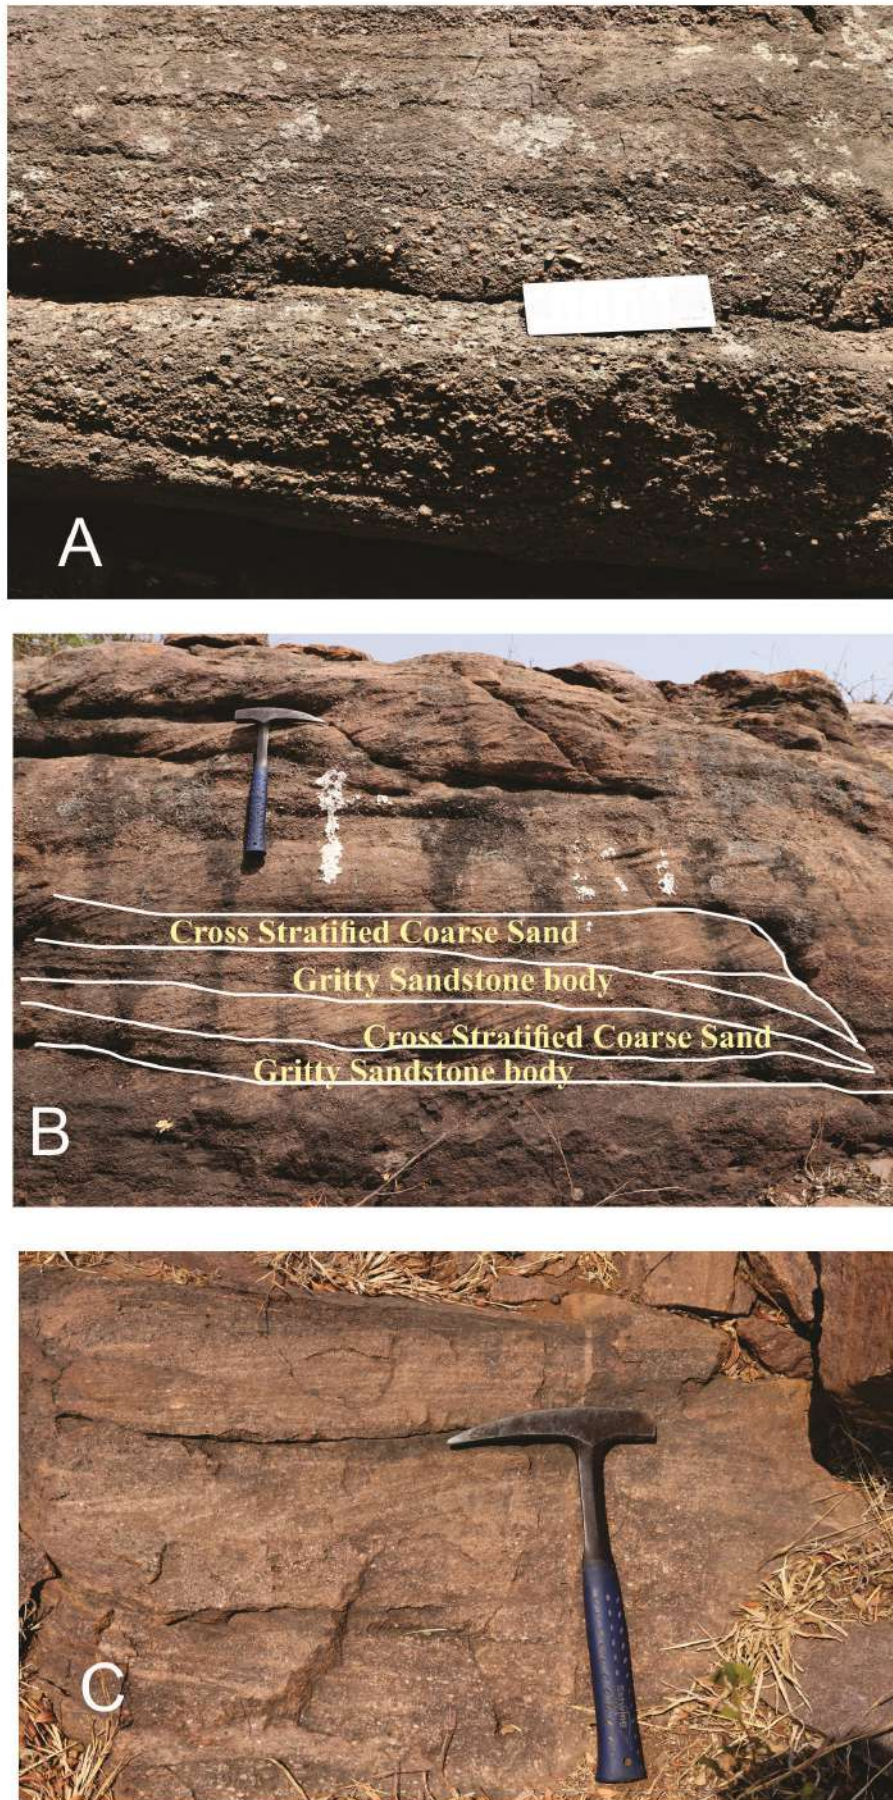 A
Cross Stratified Coarse Sand
Gritty Sandstone body
Cross Stratified Coarse Sand
Gritty Sandstone body
B
C